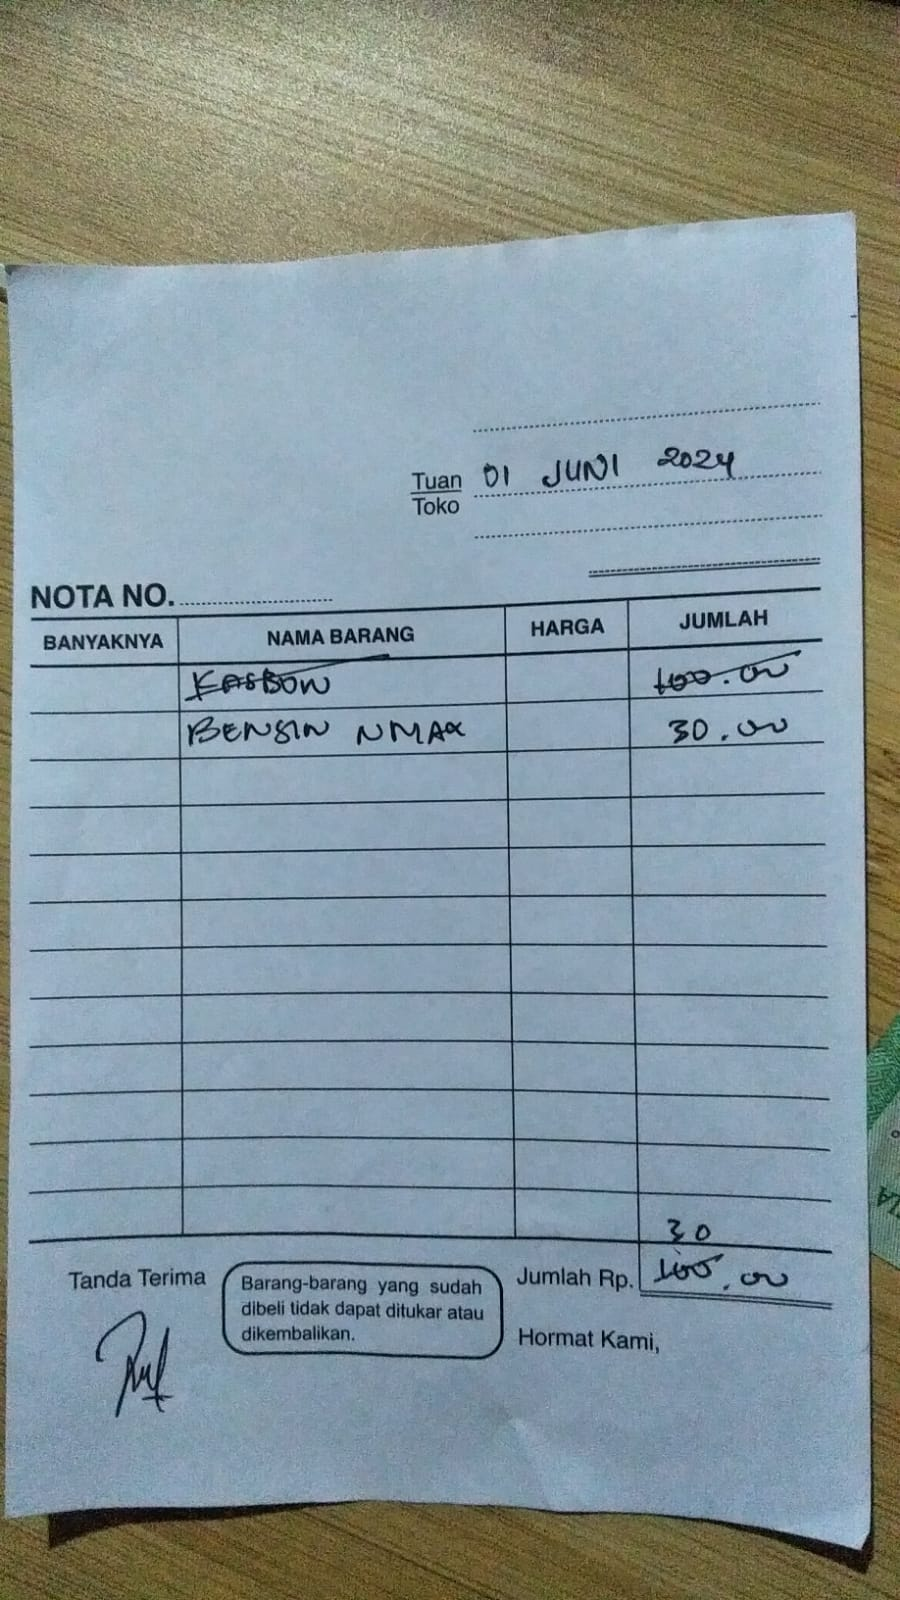 Tuan 01 JUNI 2024
Toko
NOTA NO.
BANYAKNYA NAMA BARANG HARGA JUMLAH
KASBON 100.00
BENSIN NMAX 30.00
30
Tanda Terima Barang-barang yang sudah dibeli tidak dapat ditukar atau dikembalikan. Jumlah Rp. 100.00
Hormat Kami,